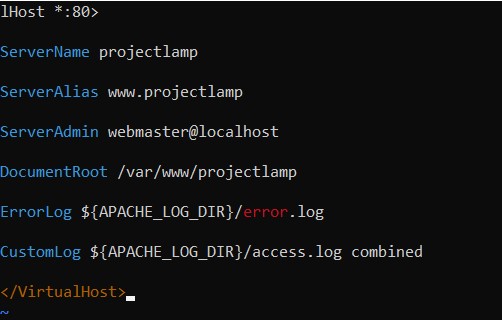 lHost *:80>
ServerName projectlamp
ServerAlias www.projectlamp
ServerAdmin webmaster@localhost
DocumentRoot /var/www/projectlamp
ErrorLog ${APACHE_LOG_DIR}/error.log
CustomLog ${APACHE_LOG_DIR}/access.log combined
</VirtualHost>
~